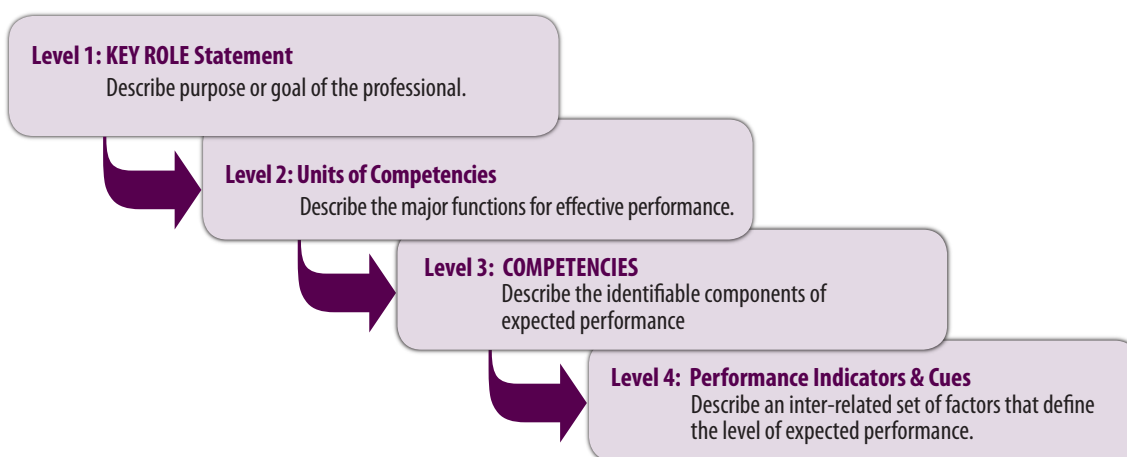 Level 1: KEY ROLE Statement
Describe purpose or goal of the professional.
Level 2: Units of Competencies
Describe the major functions for effective performance.
Level 3: COMPETENCIES
Describe the identifiable components of
expected performance
Level 4: Performance Indicators & Cues
Describe an inter-related set of factors that define
the level of expected performance.